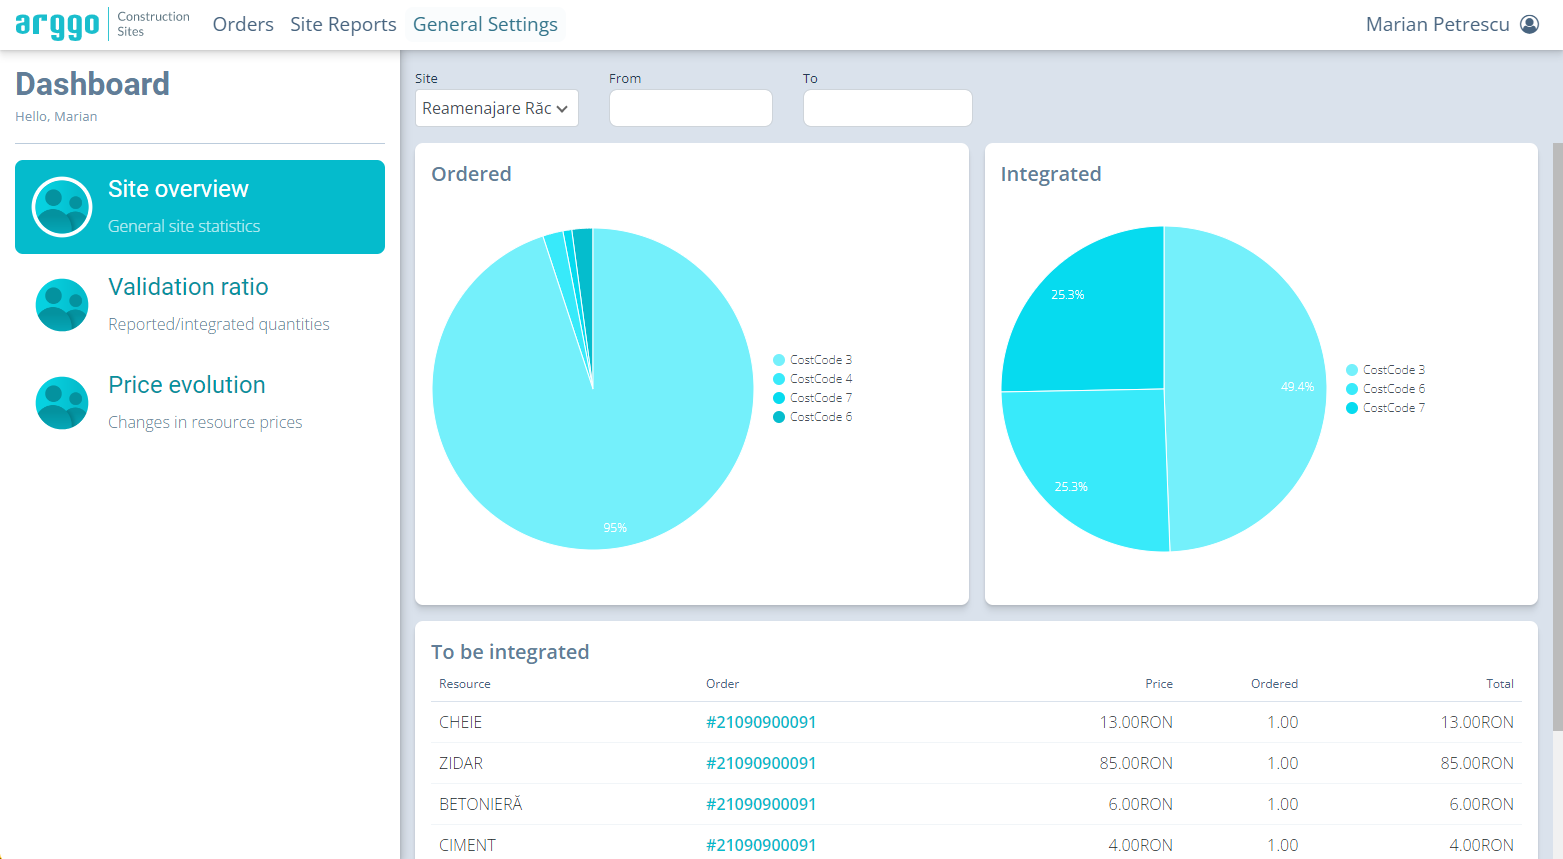 arggo
Construction
Sites
Orders
Site Reports
General Settings
Marian Petrescu
Dashboard
Hello, Marian
Site overview
General site statistics
Validation ratio
Reported/integrated quantities
Price evolution
Changes in resource prices
Site
From
To
Reamenajare Răc
Ordered
95%
CostCode 3
CostCode 4
CostCode 7
CostCode 6
Integrated
25.3%
49.4%
25.3%
CostCode 3
CostCode 6
CostCode 7
To be integrated
Resource Order Price Ordered Total
CHEIE #21090900091 13.00RON 1.00 13.00RON
ZIDAR #21090900091 85.00RON 1.00 85.00RON
BETONIERĂ #21090900091 6.00RON 1.00 6.00RON
CIMENT #21090900091 4.00RON 1.00 4.00RON